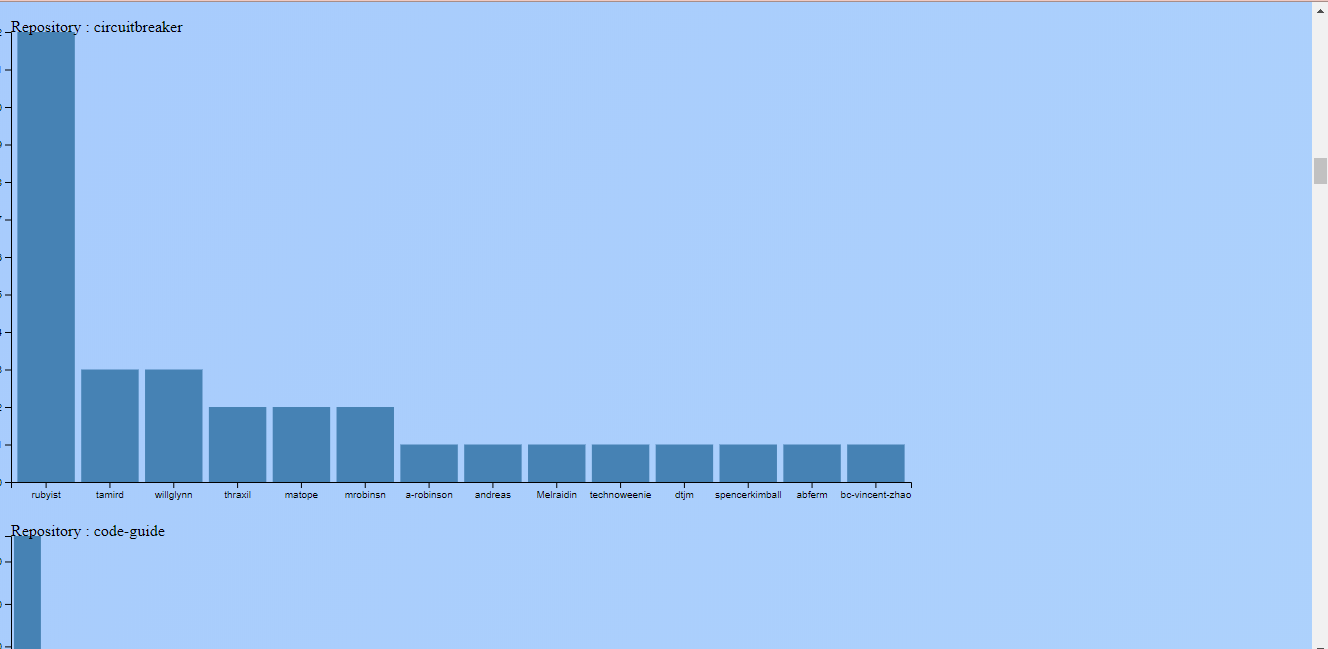 Repository : circuitbreaker
rubyist tamird willglynn thraxil matope mrobinsn a-robinson andreas Melraidin technoweenie dtjm spencerkimball abferm bc-vincent-zhao
Repository : code-guide